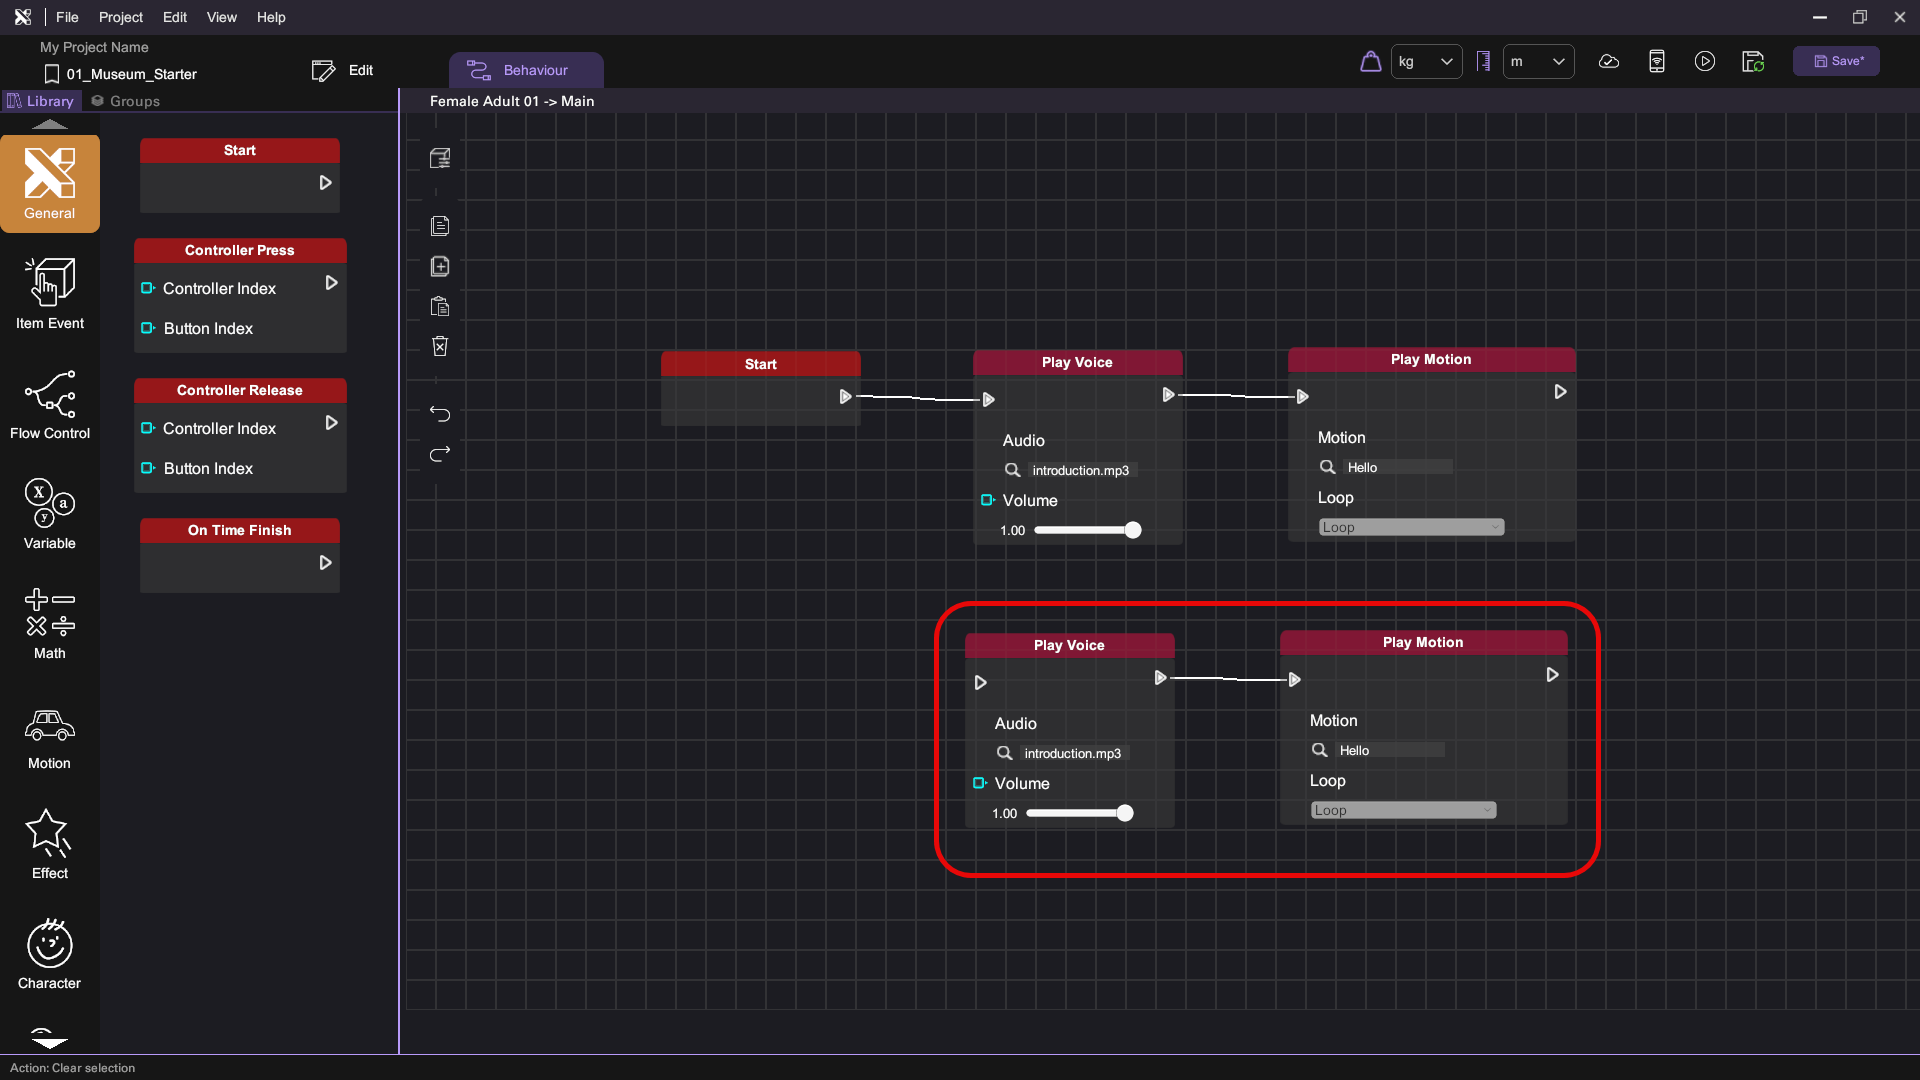 File Project Edit View Help
My Project Name
01_Museum_Starter
Edit
Behaviour
kg
m
Save*
Library Groups
Female Adult 01 -> Main
General
Item Event
Flow Control
Variable
X
a
y
Math
Motion
Effect
Character
Start
Controller Press
Controller Index
Button Index
Controller Release
Controller Index
Button Index
On Time Finish
Start
Play Voice
Audio
introduction.mp3
Volume
1.00
Play Motion
Motion
Hello
Loop
Loop
Play Voice
Audio
introduction.mp3
Volume
1.00
Play Motion
Motion
Hello
Loop
Loop
Action: Clear selection